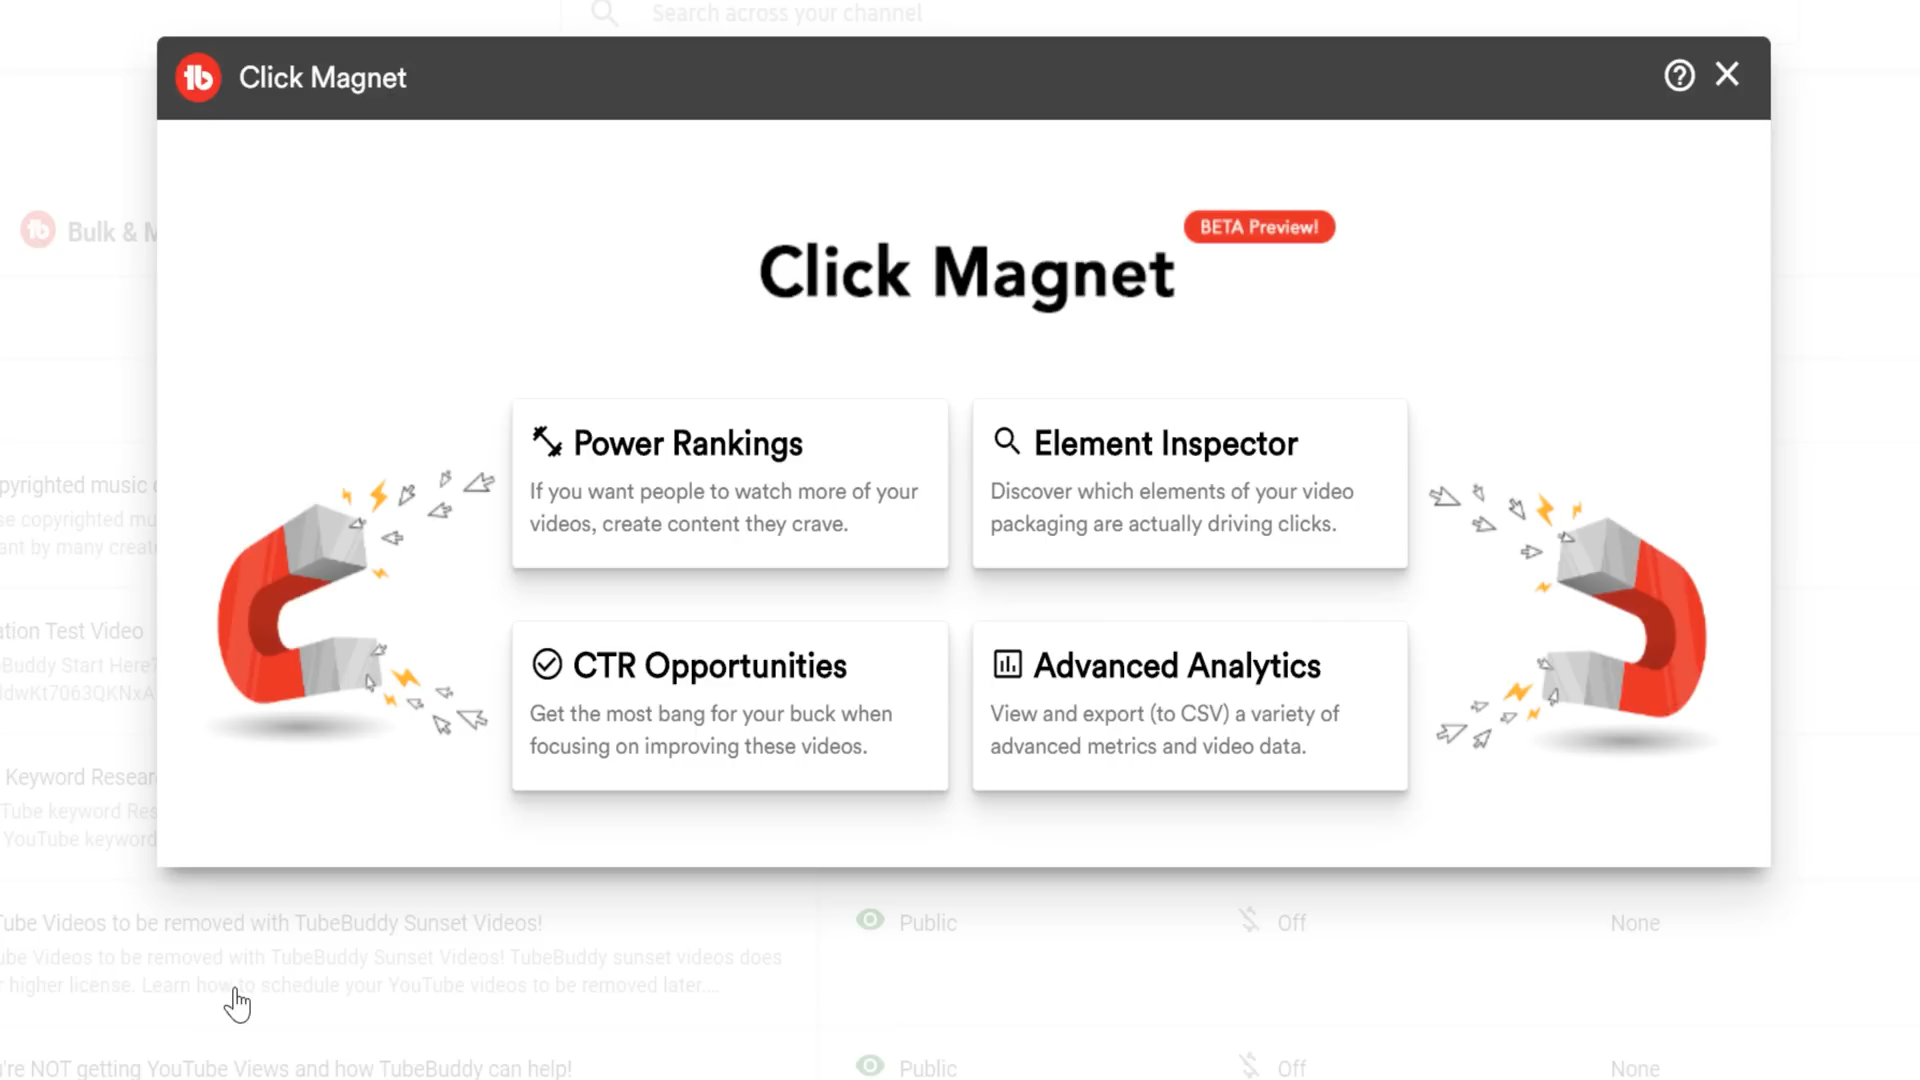 Search across your channel
Click Magnet
Bulk & M
BETA Preview!
Click Magnet
Power Rankings
If you want people to watch more of your
videos, create content they crave.
Element Inspector
Discover which elements of your video
packaging are actually driving clicks.
pyrighted music
se copyrighted mu
ant by many creat
CTR Opportunities
Get the most bang for your buck when
focusing on improving these videos.
Advanced Analytics
View and export (to CSV) a variety of
advanced metrics and video data.
ation Test Video
Buddy Start Here?
Keyword Resear
Tube keyword Res
YouTube keyword
Tube Videos to be removed with TubeBuddy Sunset Videos!
Public
Off
None
ube Videos to be removed with TubeBuddy Sunset Videos! TubeBuddy sunset videos does
r higher license. Learn how to schedule your YouTube videos to be removed later....
u're NOT getting YouTube Views and how TubeBuddy can help!
Public
Off
None